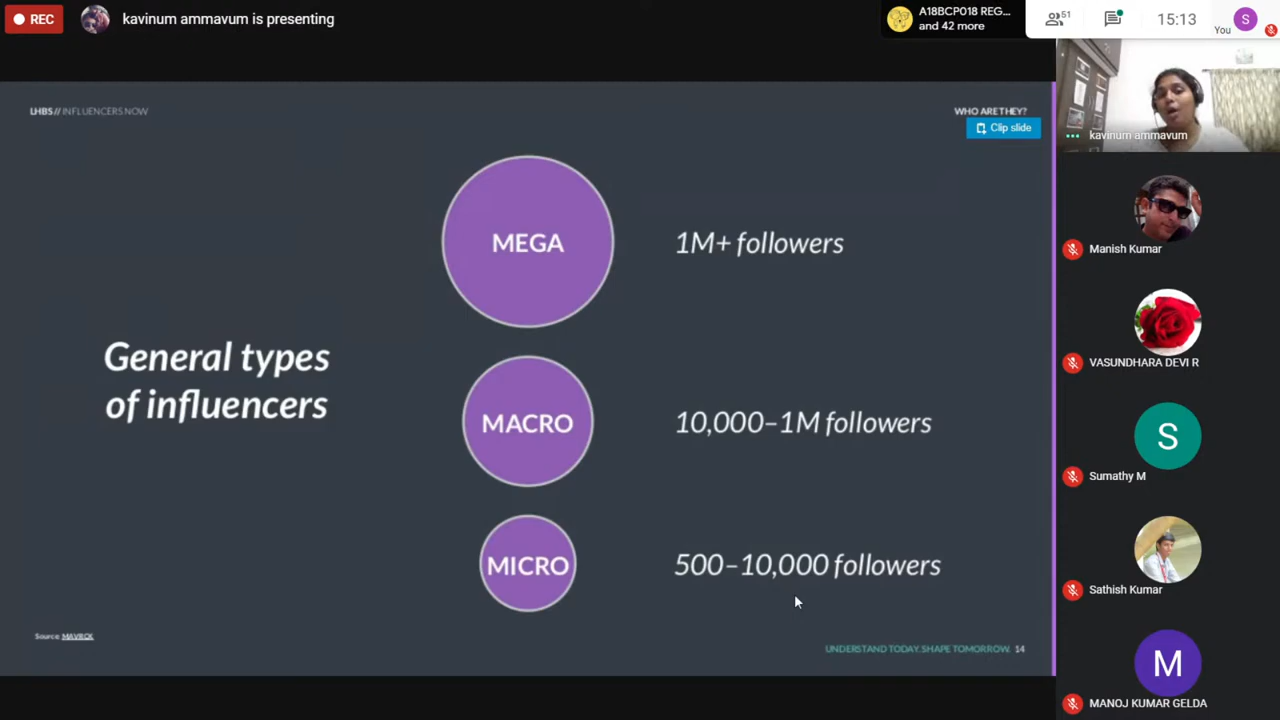 REC
kavinum ammavum is presenting
A18BCP018 REG...
and 42 more
51
15:13
You
S
LHBS// INFLUENCERS NOW
WHO ARE THEY?
Clip slide
General types
of influencers
MEGA
1M+ followers
MACRO
10,000–1M followers
MICRO
500–10,000 followers
Source: MAVRCK
UNDERSTAND TODAY. SHAPE TOMORROW. 14
kavinum ammavum
Manish Kumar
VASUNDHARA DEVI R
S
Sumathy M
Sathish Kumar
M
MANOJ KUMAR GELDA